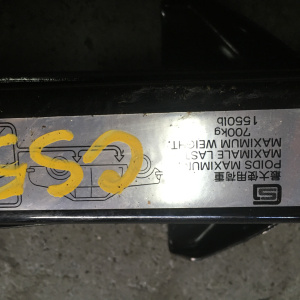 最大使用荷重
POIDS MAXIMUM
MAXIMALE LAST
MAXIMUM WEIGHT.
700kg
1550lb